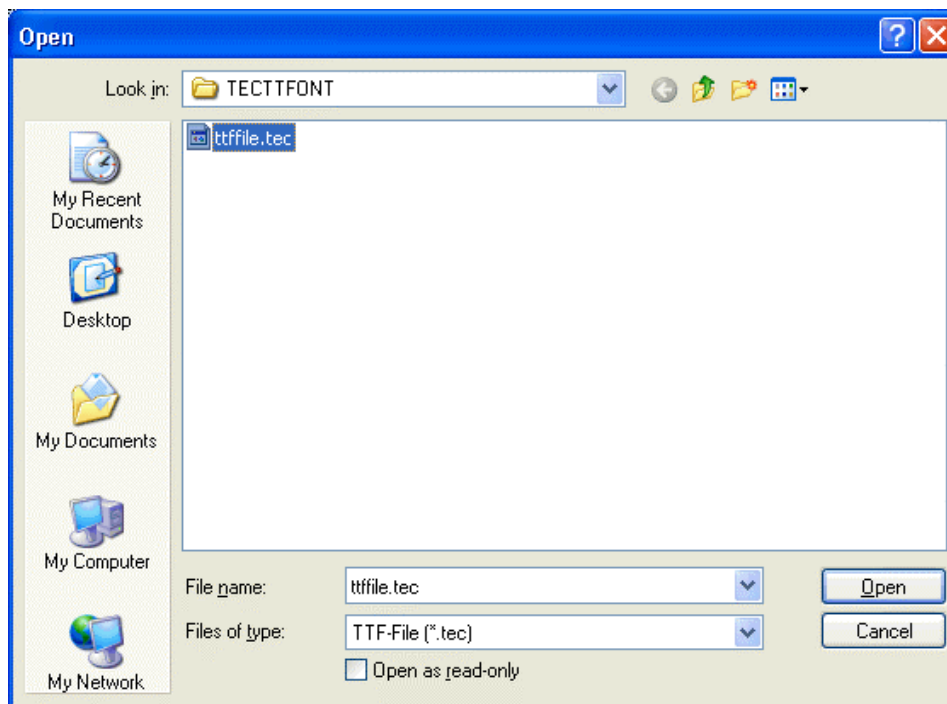 Open
Look in:
TECTTFONT
ttffile.tec
My Recent
Documents
Desktop
My Documents
My Computer
My Network
File name:
ttffile.tec
Open
Files of type:
TTF-File (*.tec)
Cancel
Open as read-only